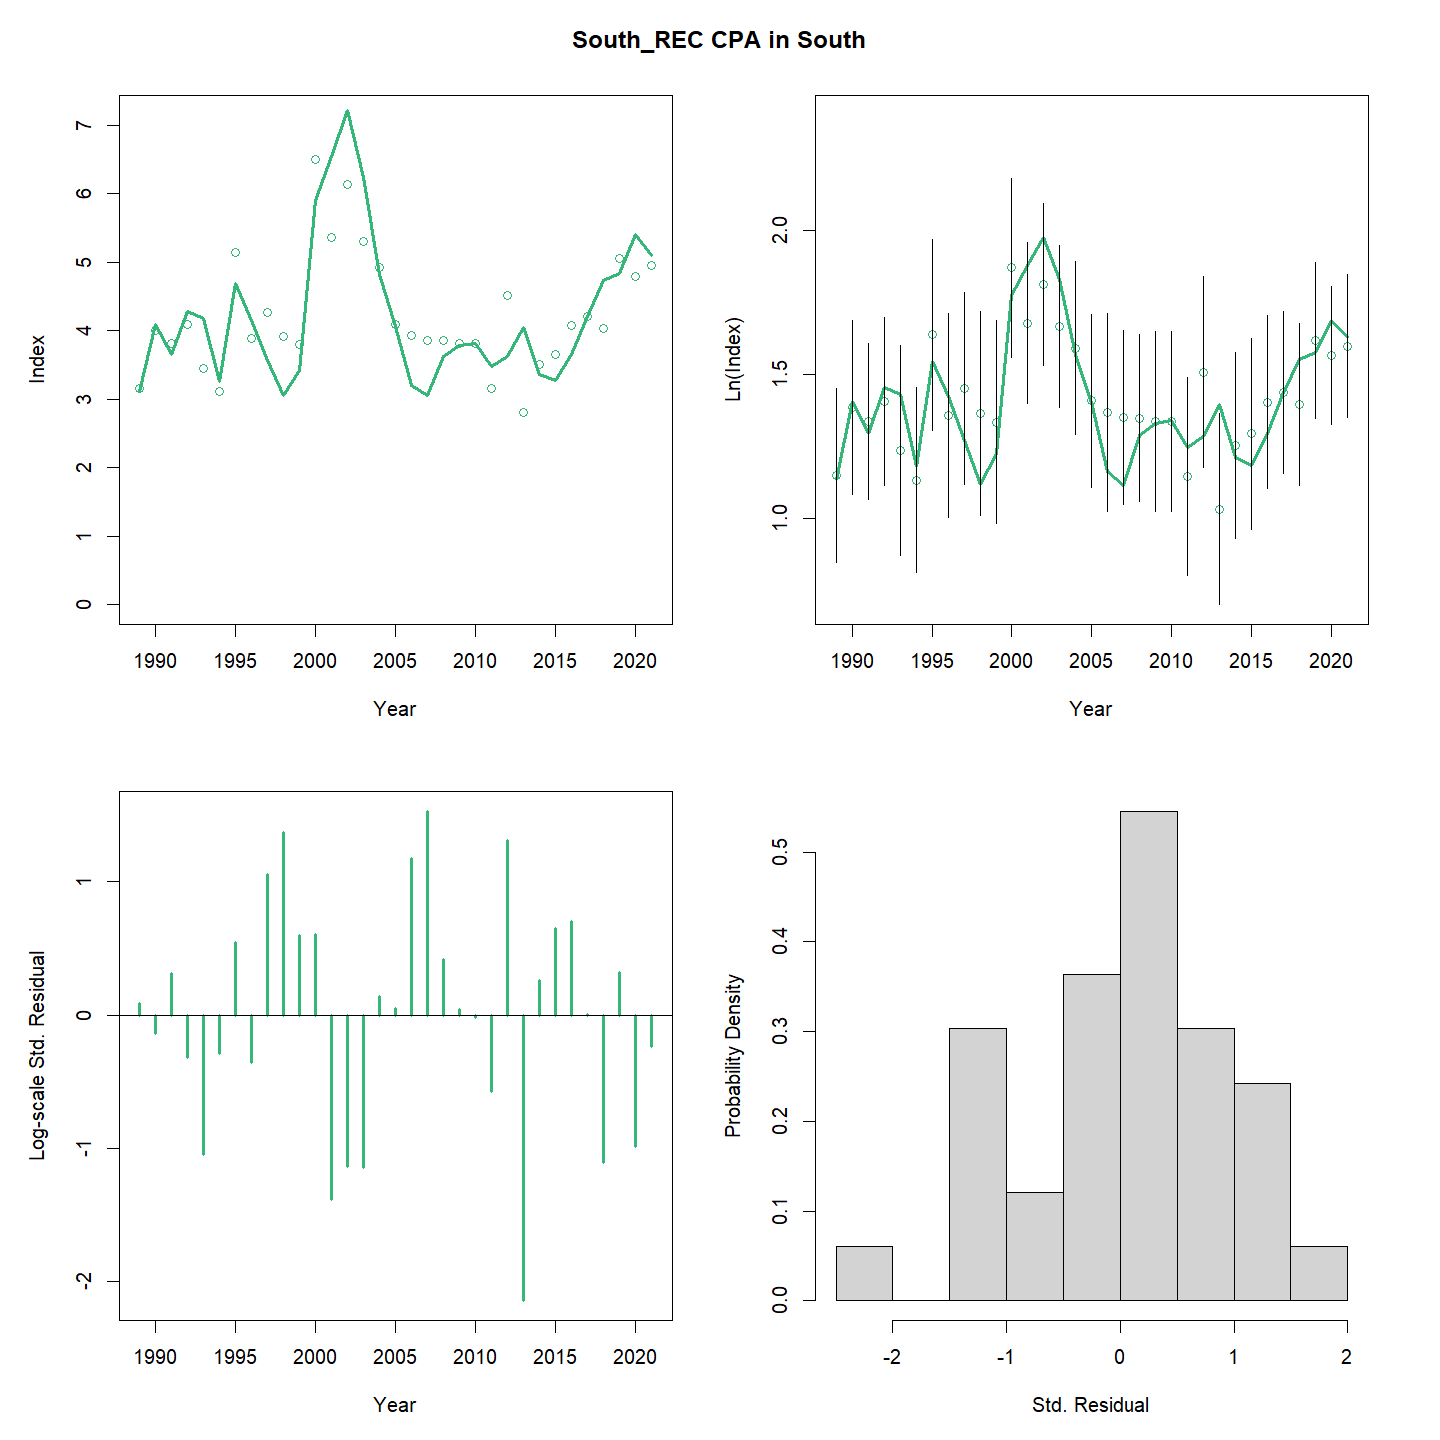 South_REC CPA in South
Index
7
6
5
4
3
2
1
0
1990 1995 2000 2005 2010 2015 2020
Year
Ln(Index)
2.0
1.5
1.0
1990 1995 2000 2005 2010 2015 2020
Year
Log-scale Std. Residual
1
0
-1
-2
1990 1995 2000 2005 2010 2015 2020
Year
Probability Density
0.5
0.4
0.3
0.2
0.1
0.0
-2 -1 0 1 2
Std. Residual